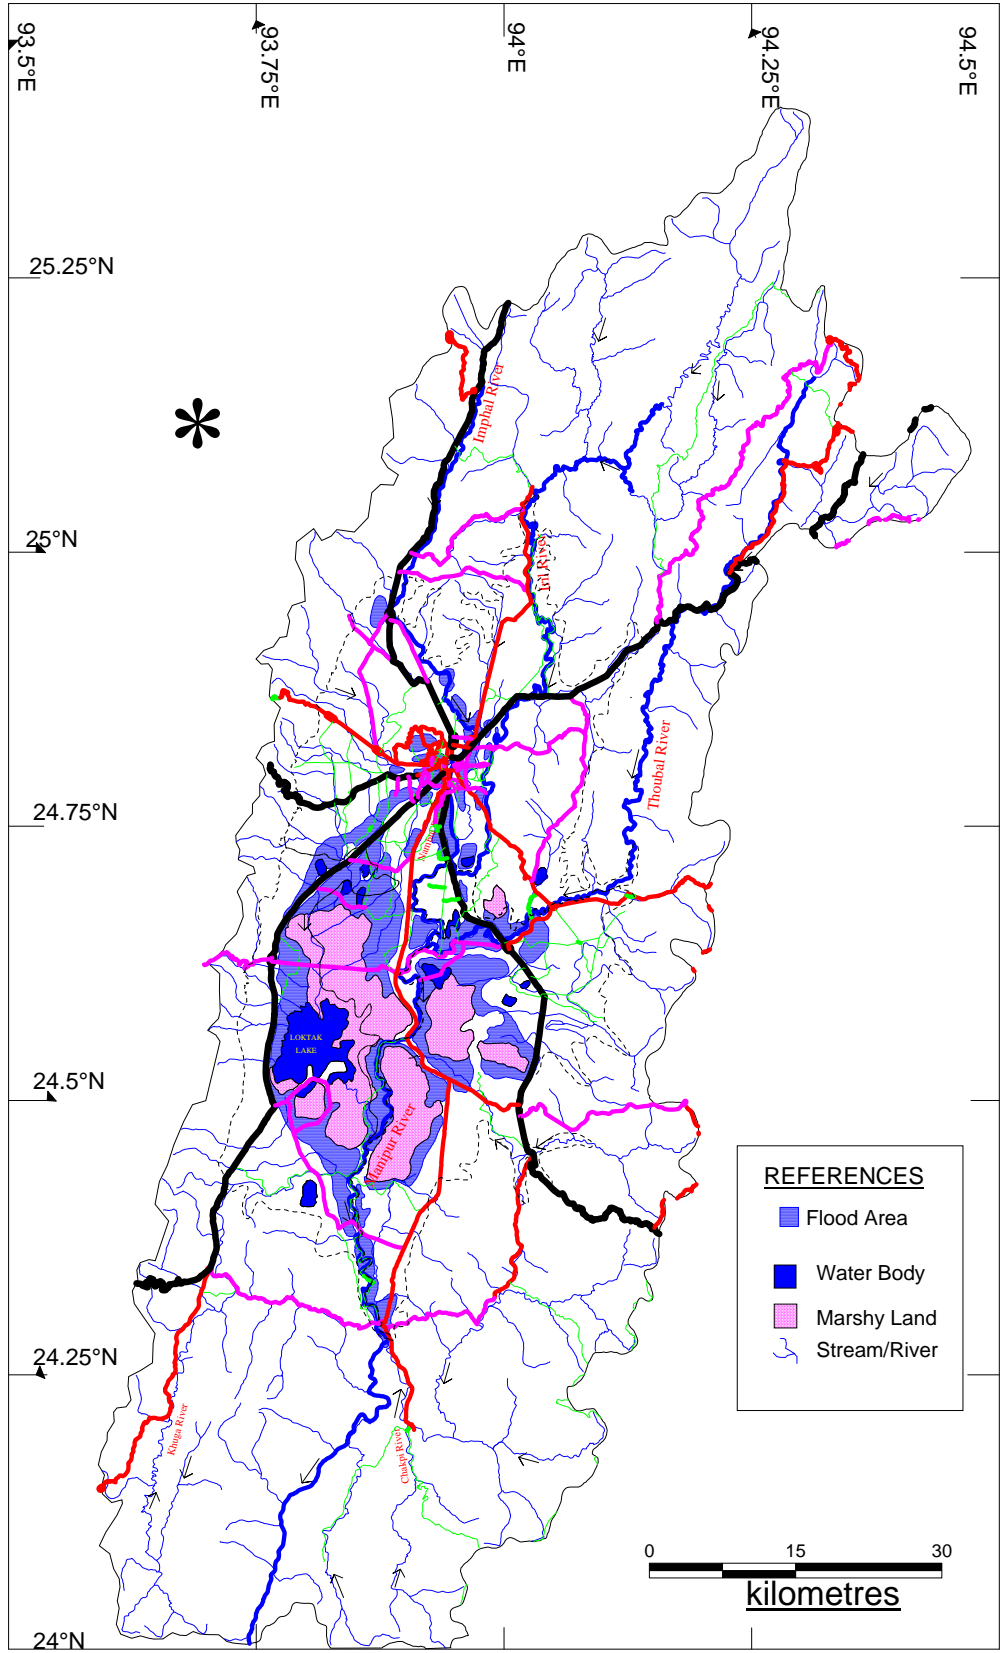 93.5°E
93.75°E
94°E
94.25°E
94.5°E
25.25°N
Imphal River
25°N
Iril River
Thoubal River
24.75°N
LOKTAK
LAKE
24.5°N
Manipur River
REFERENCES
Flood Area
Water Body
Marshy Land
Stream/River
24.25°N
Khuga River
Chakpi River
0 15 30
kilometres
24°N